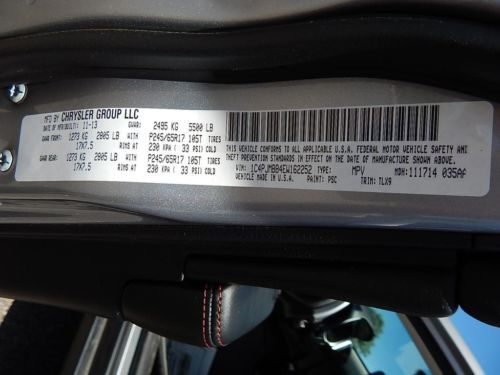 MFD BY CHRYSLER GROUP LLC
DATE OF MFR/BUILT: 11-13 GVWR: 2495 KG 5500 LB
GAWR FRONT: 1273 KG 2805 LB WITH P245/65R17 105T TIRES
17X7.5 RIMS AT 230 KPA ( 33 PSI) COLD
GAWR REAR: 1273 KG 2805 LB WITH P245/65R17 105T TIRES
17X7.5 RIMS AT 230 KPA ( 33 PSI) COLD
THIS VEHICLE CONFORMS TO ALL APPLICABLE U.S.A. FEDERAL MOTOR VEHICLE SAFETY AND
THEFT PREVENTION STANDARDS IN EFFECT ON THE DATE OF MANUFACTURE SHOWN ABOVE.
VIN: 1C4PJMBB4EW162252 TYPE: MPV MDH: 111714 035AF
VEHICLE MADE IN U.S.A. PAINT: PSC TRIM: TLX9